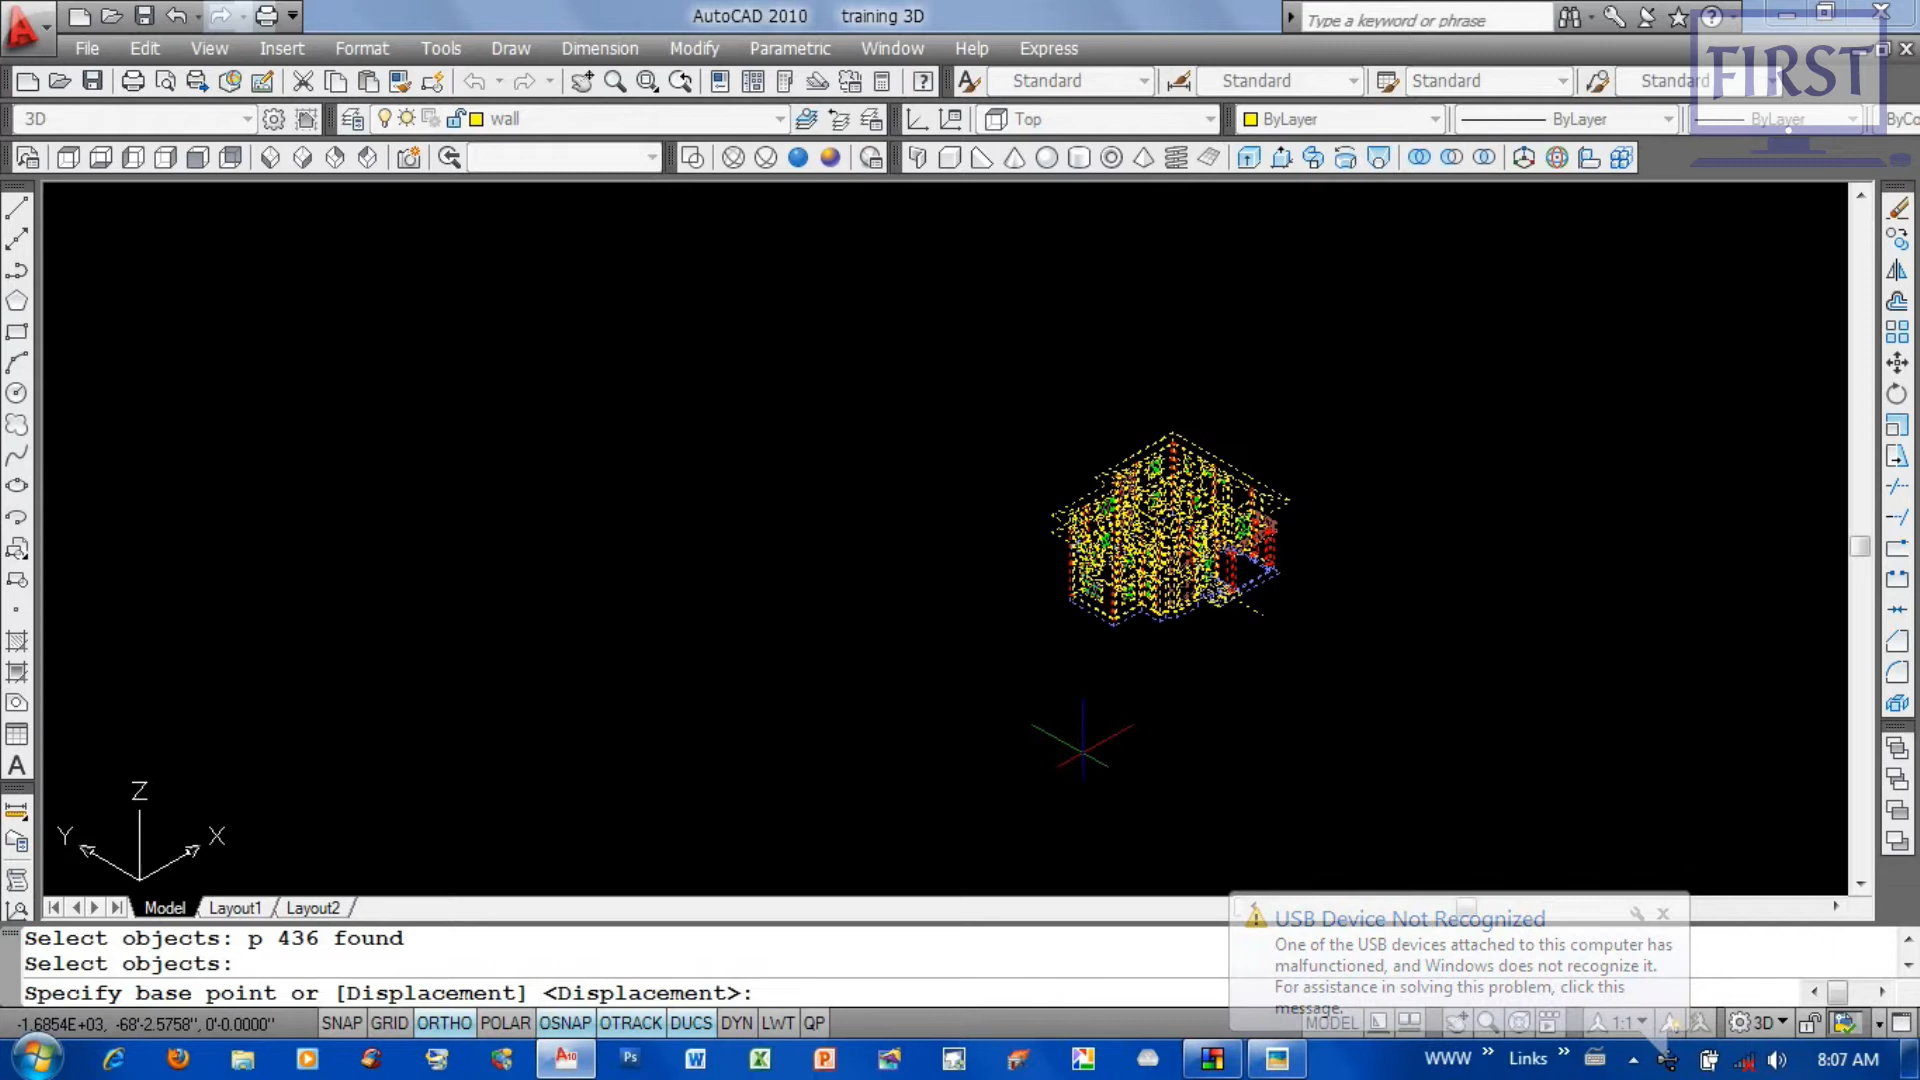 AutoCAD 2010 training 3D
Type a keyword or phrase
FIRST
File Edit View Insert Format Tools Draw Dimension Modify Parametric Window Help Express
Standard Standard Standard Standard
3D wall Top ByLayer ByLayer ByLayer ByCo
Z
Y X
Model Layout1 Layout2
Select objects: p 436 found
Select objects:
Specify base point or [Displacement] <Displacement>:
USB Device Not Recognized
One of the USB devices attached to this computer has
malfunctioned, and Windows does not recognize it.
For assistance in solving this problem, click this
message.
-1.6854E+03, -68'-2.5758", 0'-0.0000" SNAP GRID ORTHO POLAR OSNAP OTRACK DUCS DYN LWT QP MODEL 1:1 3D
WWW » Links » 8:07 AM